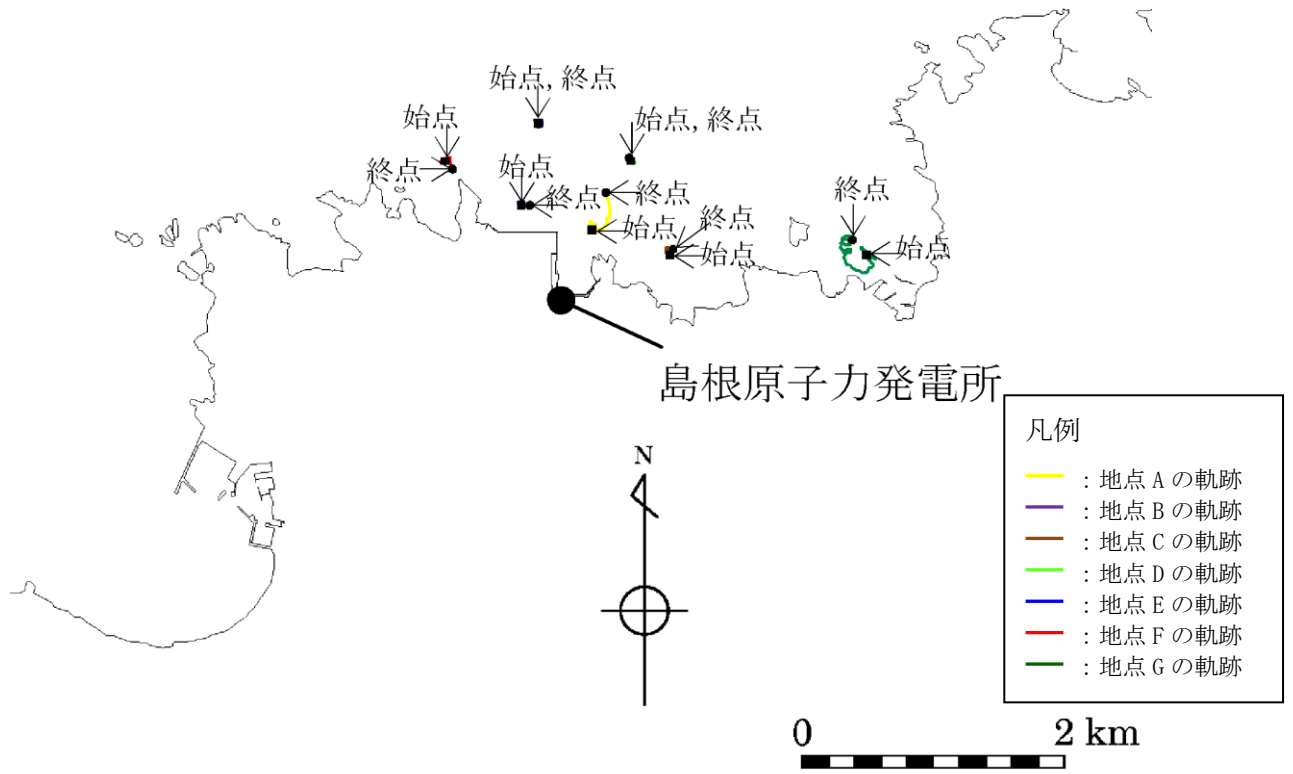 始点, 終点
始点
始点, 終点
終点
始点
終点
終点
終点
始点
終点
始点
始点
島根原子力発電所
凡例
：地点 A の軌跡
：地点 B の軌跡
：地点 C の軌跡
：地点 D の軌跡
：地点 E の軌跡
：地点 F の軌跡
：地点 G の軌跡
N
0 2 km